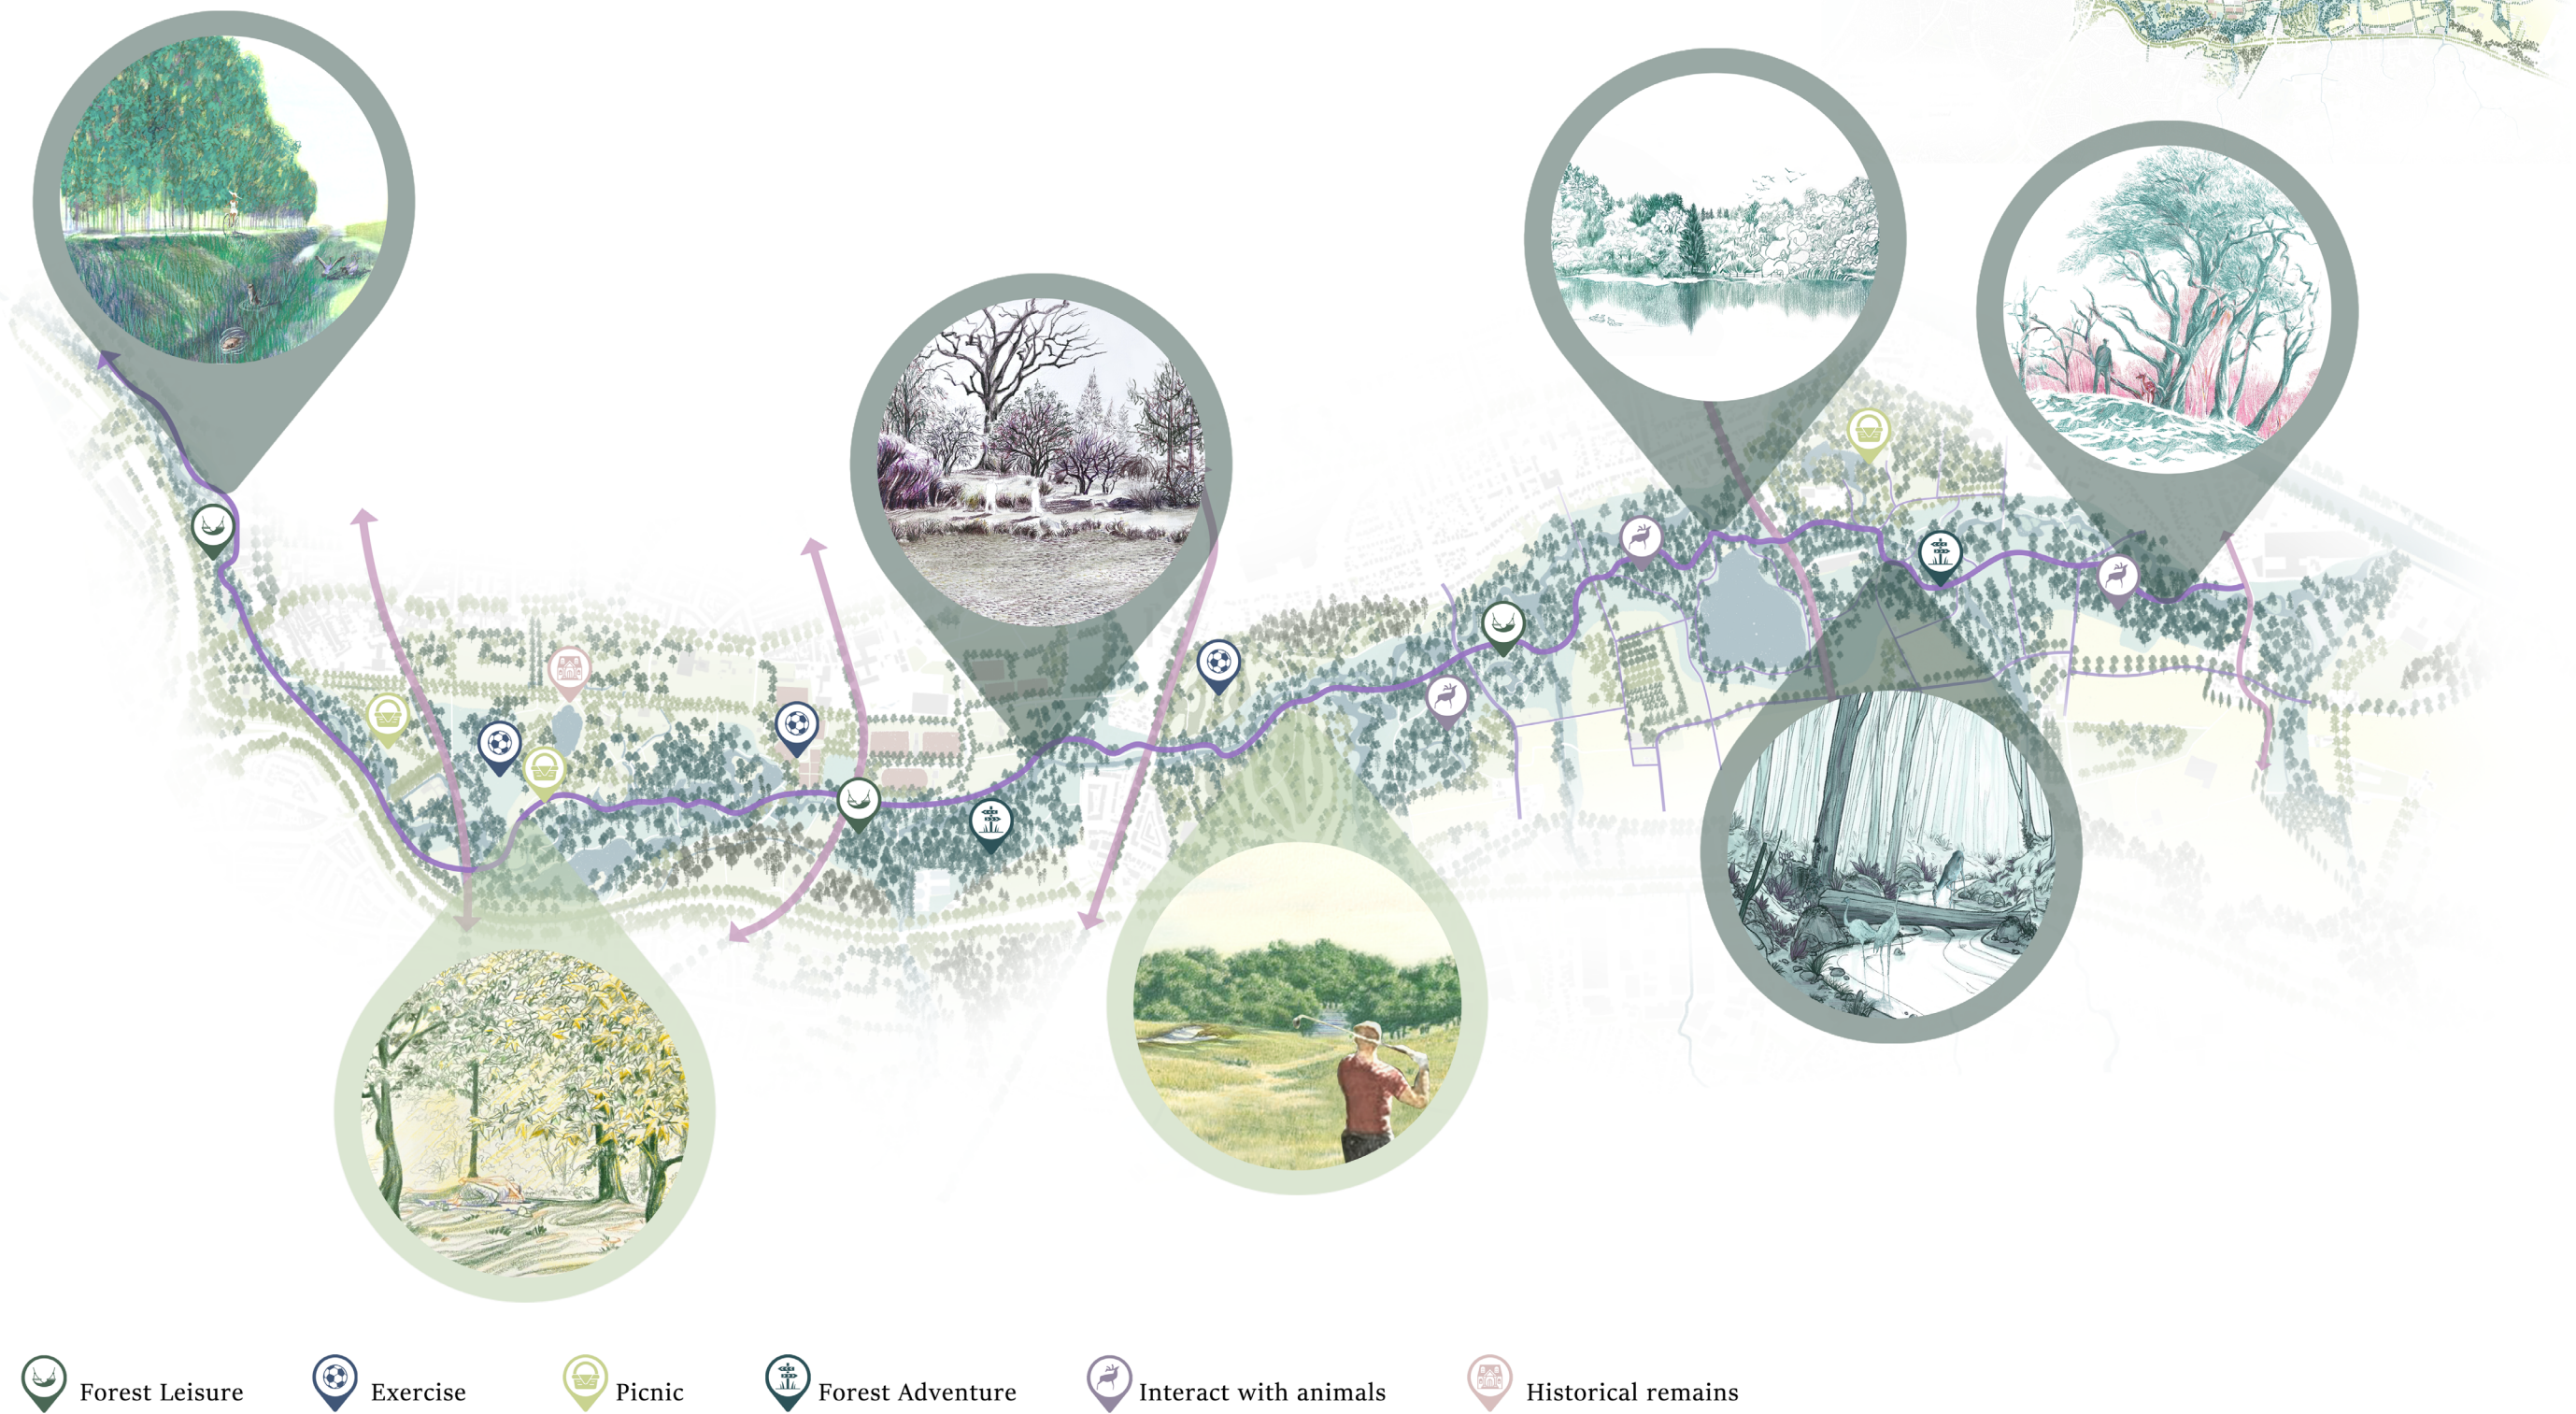 Forest Leisure
Exercise
Picnic
Forest Adventure
Interact with animals
Historical remains